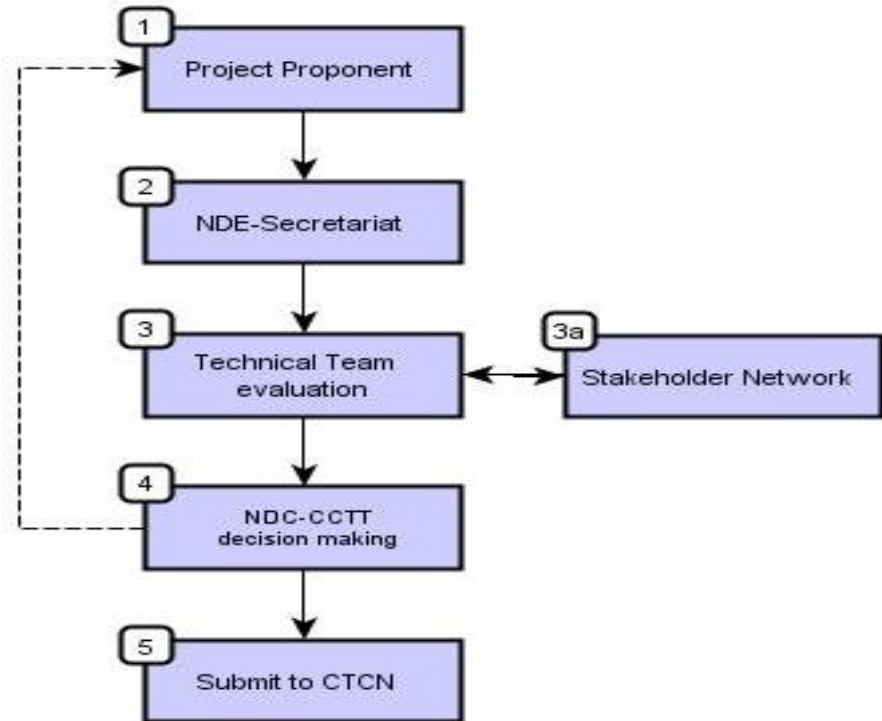 1
Project Proponent
2
NDE-Secretariat
3
Technical Team
evaluation
3a
Stakeholder Network
4
NDC-CCTT
decision making
5
Submit to CTCN